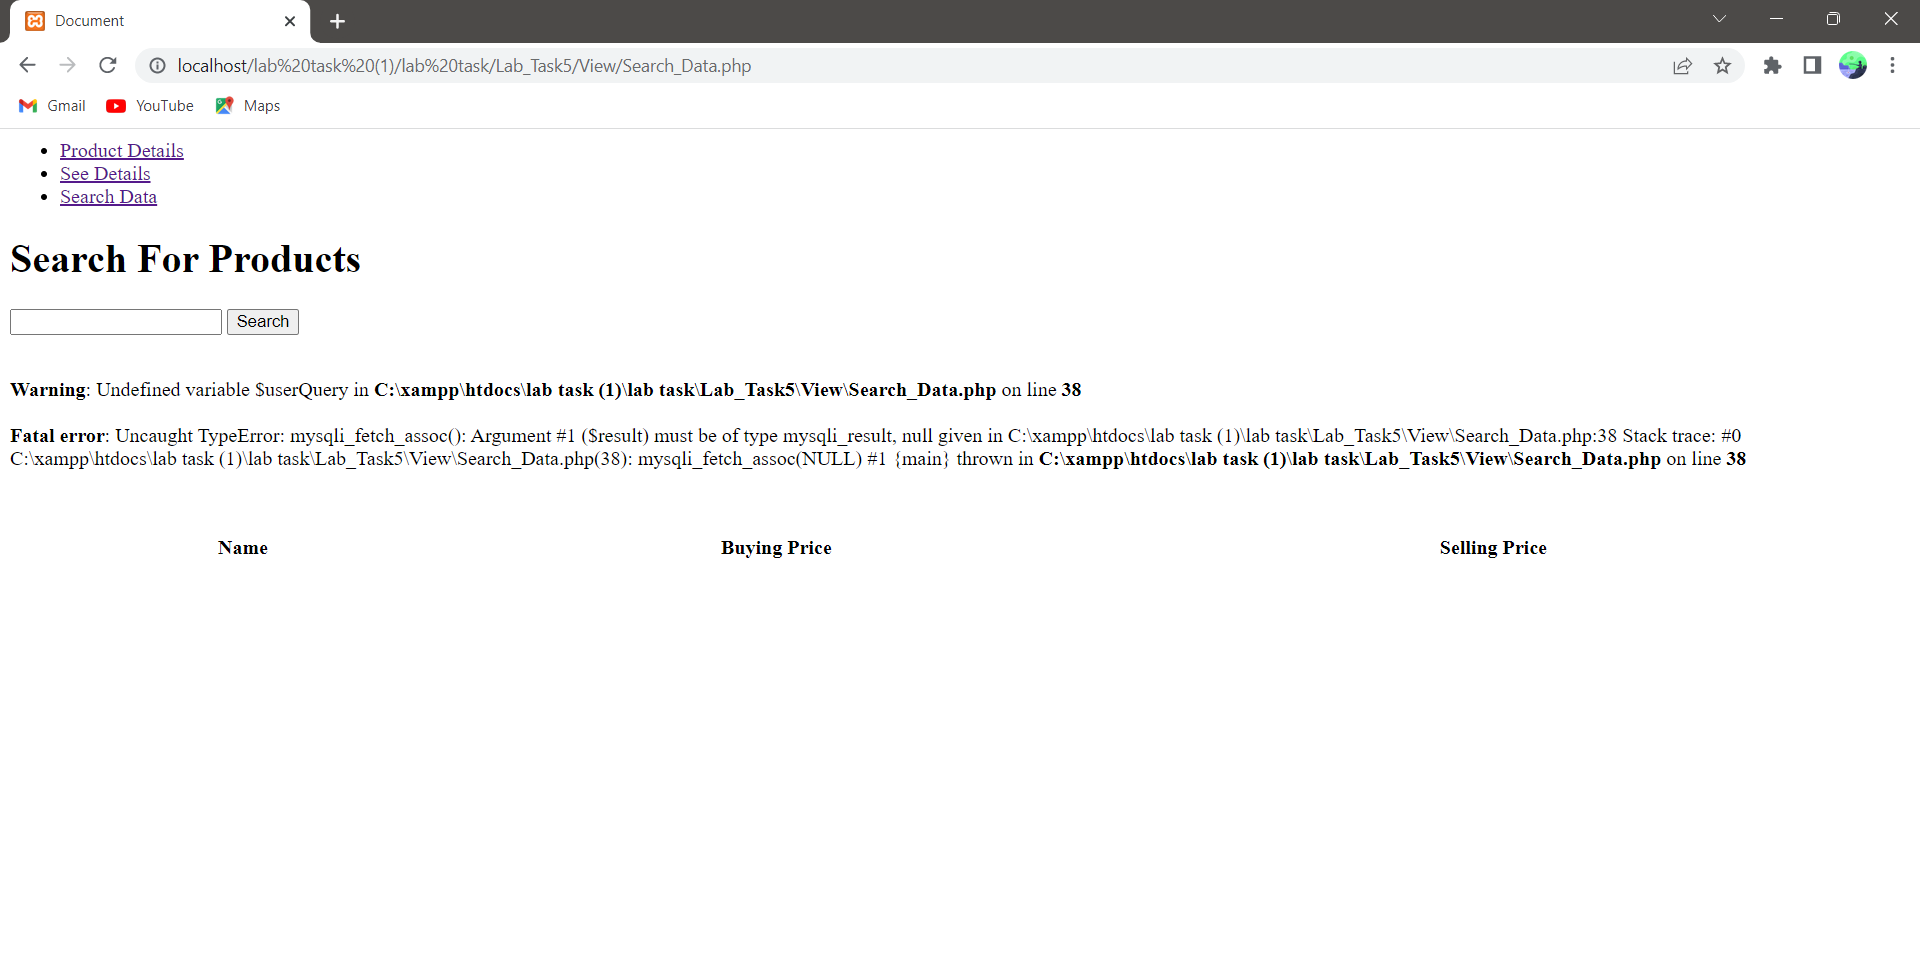 Document
localhost/lab%20task%20(1)/lab%20task/Lab_Task5/View/Search_Data.php
Gmail YouTube Maps
Product Details
See Details
Search Data
Search For Products
Search
Warning: Undefined variable $userQuery in C:\xampp\htdocs\lab task (1)\lab task\Lab_Task5\View\Search_Data.php on line 38
Fatal error: Uncaught TypeError: mysqli_fetch_assoc(): Argument #1 ($result) must be of type mysqli_result, null given in C:\xampp\htdocs\lab task (1)\lab task\Lab_Task5\View\Search_Data.php:38 Stack trace: #0
C:\xampp\htdocs\lab task (1)\lab task\Lab_Task5\View\Search_Data.php(38): mysqli_fetch_assoc(NULL) #1 {main} thrown in C:\xampp\htdocs\lab task (1)\lab task\Lab_Task5\View\Search_Data.php on line 38
Name Buying Price Selling Price